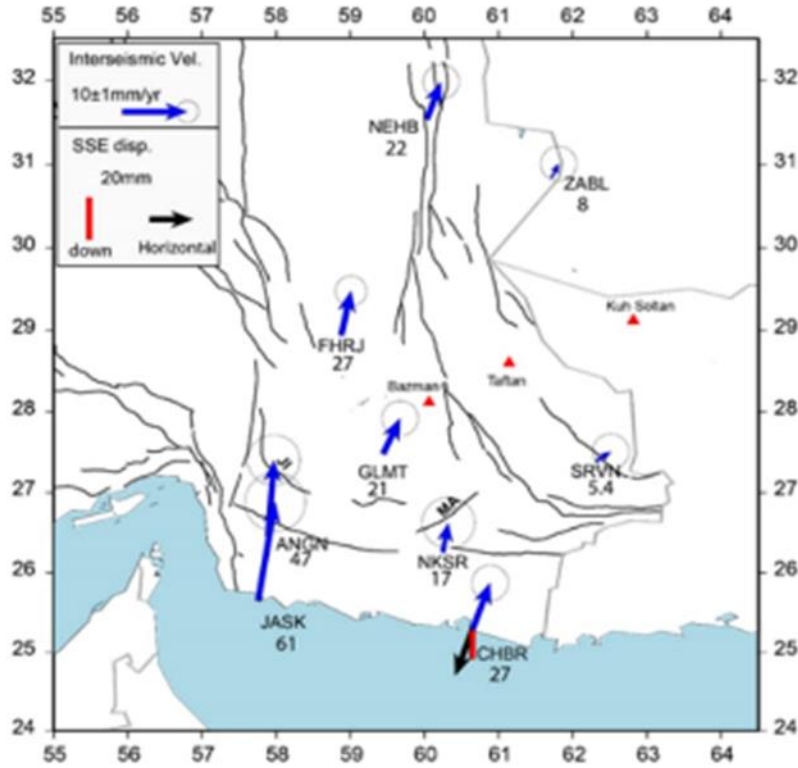 55 56 57 58 59 60 61 62 63 64
Interseismic Vel.
10±1mm/yr
SSE disp.
20mm
down
Horizontal
32 32
NEHB
22
31 31
ZABL
8
30 30
Kuh Soltan
29 29
FHRJ
27
Taftan
Bazman
28 28
GLMT
21
SRVN
5.4
JI
27 27
MA
ANGN
47
NKSR
17
26 26
JASK
61
25 25
CHBR
27
24 24
55 56 57 58 59 60 61 62 63 64